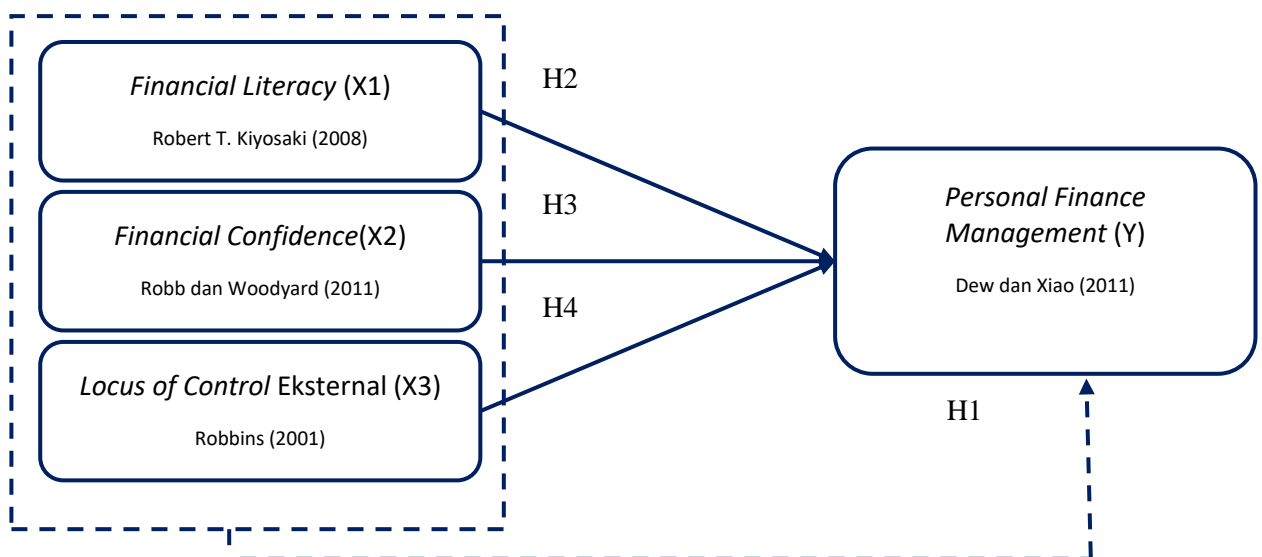 Financial Literacy (X1)
Robert T. Kiyosaki (2008)
H2
Financial Confidence(X2)
Robb dan Woodyard (2011)
H3
Locus of Control Eksternal (X3)
Robbins (2001)
H4
Personal Finance
Management (Y)
Dew dan Xiao (2011)
H1